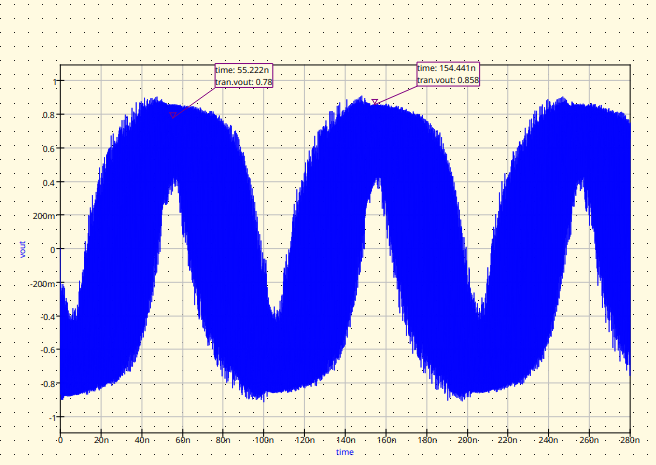 time: 55.222n
tran.vout: 0.78
time: 154.441n
tran.vout: 0.858
1
0.8
0.6
0.4
200m
0
-200m
-0.4
-0.6
-0.8
-1
vout
0 20n 40n 60n 80n 100n 120n 140n 160n 180n 200n 220n 240n 260n 280n
time